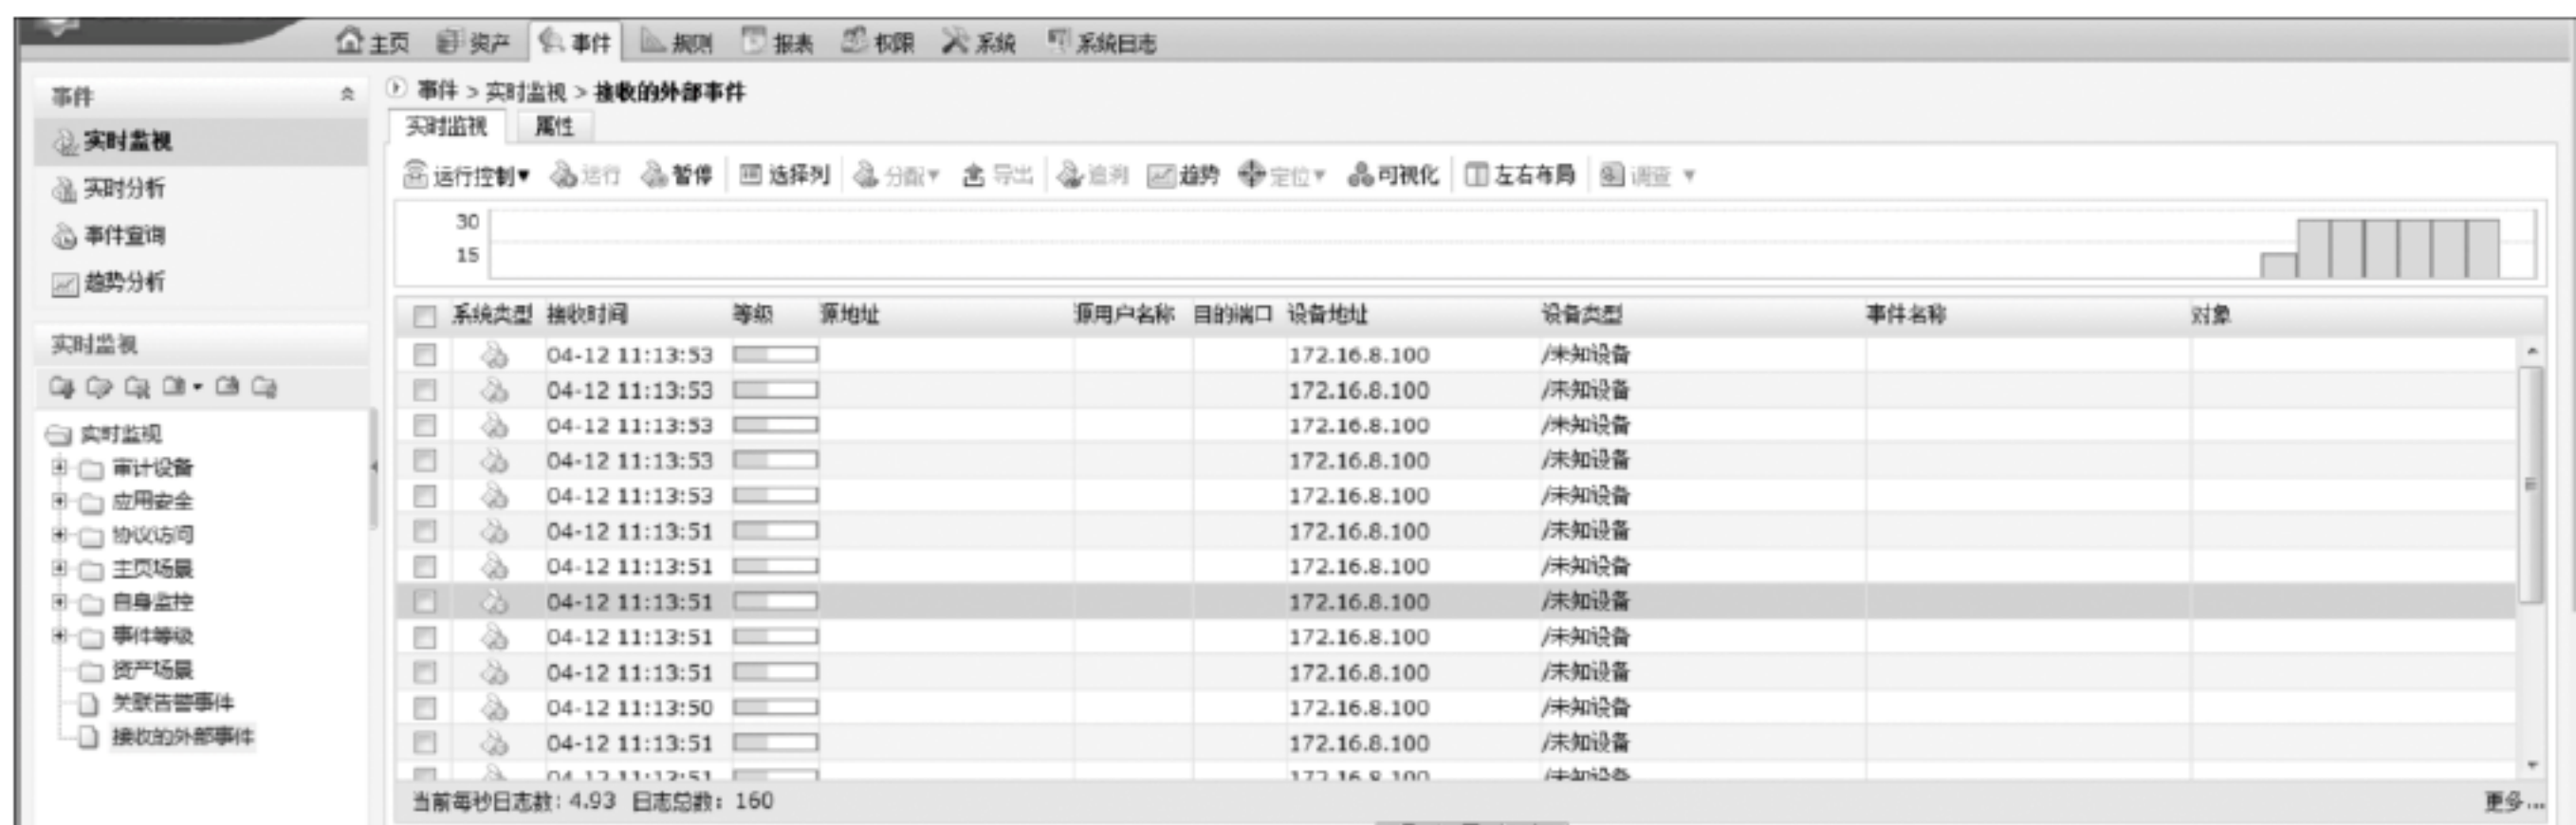 主页 资产 事件 规则 报表 权限 系统 系统日志
事件
实时监视
实时分析
事件查询
趋势分析
实时监视
实时监视
审计设备
应用安全
协议访问
主页场景
自身监控
事件等级
资产场景
关联告警事件
接收的外部事件
事件 > 实时监视 > 接收的外部事件
实时监视 属性
运行控制▾ 运行 暂停 选择列 分配▾ 导出 追溯 趋势 定位▾ 可视化 左右布局 调查 ▾
30
15
系统类型 接收时间 等级 源地址 源用户名称 目的端口 设备地址 设备类型 事件名称 对象
04-12 11:13:53 172.16.8.100 /未知设备
04-12 11:13:53 172.16.8.100 /未知设备
04-12 11:13:53 172.16.8.100 /未知设备
04-12 11:13:53 172.16.8.100 /未知设备
04-12 11:13:53 172.16.8.100 /未知设备
04-12 11:13:51 172.16.8.100 /未知设备
04-12 11:13:51 172.16.8.100 /未知设备
04-12 11:13:51 172.16.8.100 /未知设备
04-12 11:13:51 172.16.8.100 /未知设备
04-12 11:13:51 172.16.8.100 /未知设备
04-12 11:13:50 172.16.8.100 /未知设备
04-12 11:13:51 172.16.8.100 /未知设备
04-12 11:13:51 172.16.8.100 /未知设备
当前每秒日志数: 4.93 日志总数: 160 更多...